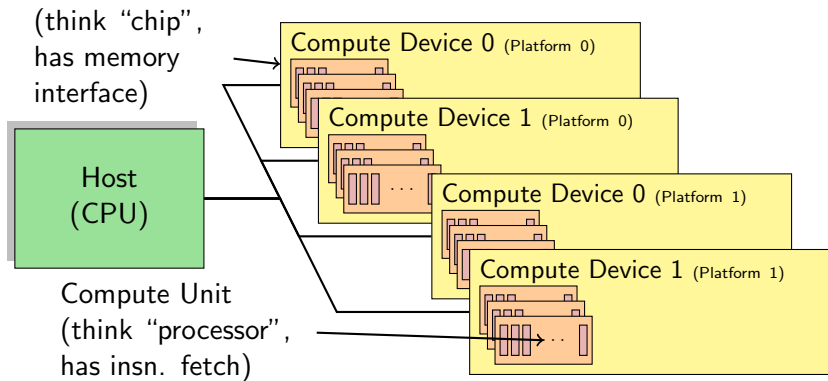 (think “chip”,
has memory
interface)
Host
(CPU)
Compute Device 0 (Platform 0)
Compute Device 1 (Platform 0)
· · ·
Compute Device 0 (Platform 1)
Compute Device 1 (Platform 1)
· · ·
Compute Unit
(think “processor”,
has insn. fetch)